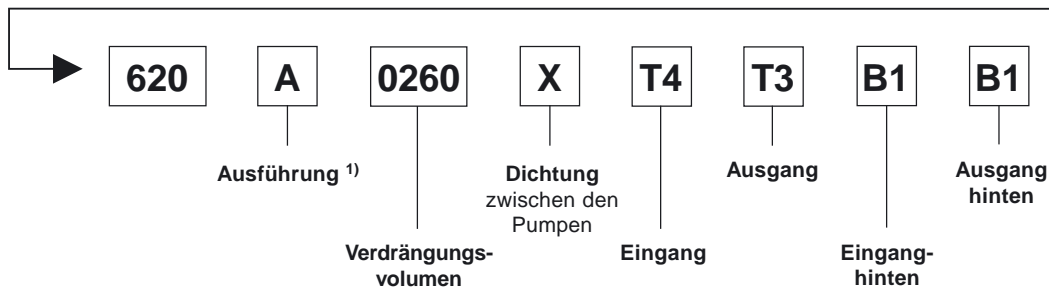 620 A 0260 X T4 T3 B1 B1
Ausführung 1)
Verdrängungs-
volumen
Dichtung
zwischen den
Pumpen
Eingang
Ausgang
Eingang-
hinten
Ausgang
hinten